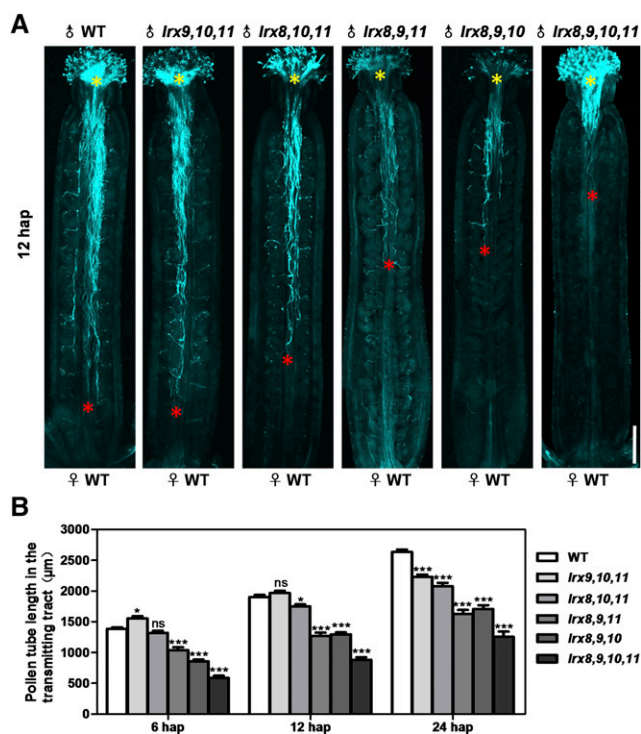 A
♂ WT ♂ lrx9,10,11 ♂ lrx8,10,11 ♂ lrx8,9,11 ♂ lrx8,9,10 ♂ lrx8,9,10,11
12 hap
♀ WT ♀ WT ♀ WT ♀ WT ♀ WT ♀ WT
B
Pollen tube length in the
transmitting tract (μm)
3000
2500
2000
1500
1000
500
0
* ns *** *** ***
ns * *** *** ***
*** *** *** *** ***
6 hap 12 hap 24 hap
WT
lrx9,10,11
lrx8,10,11
lrx8,9,11
lrx8,9,10
lrx8,9,10,11